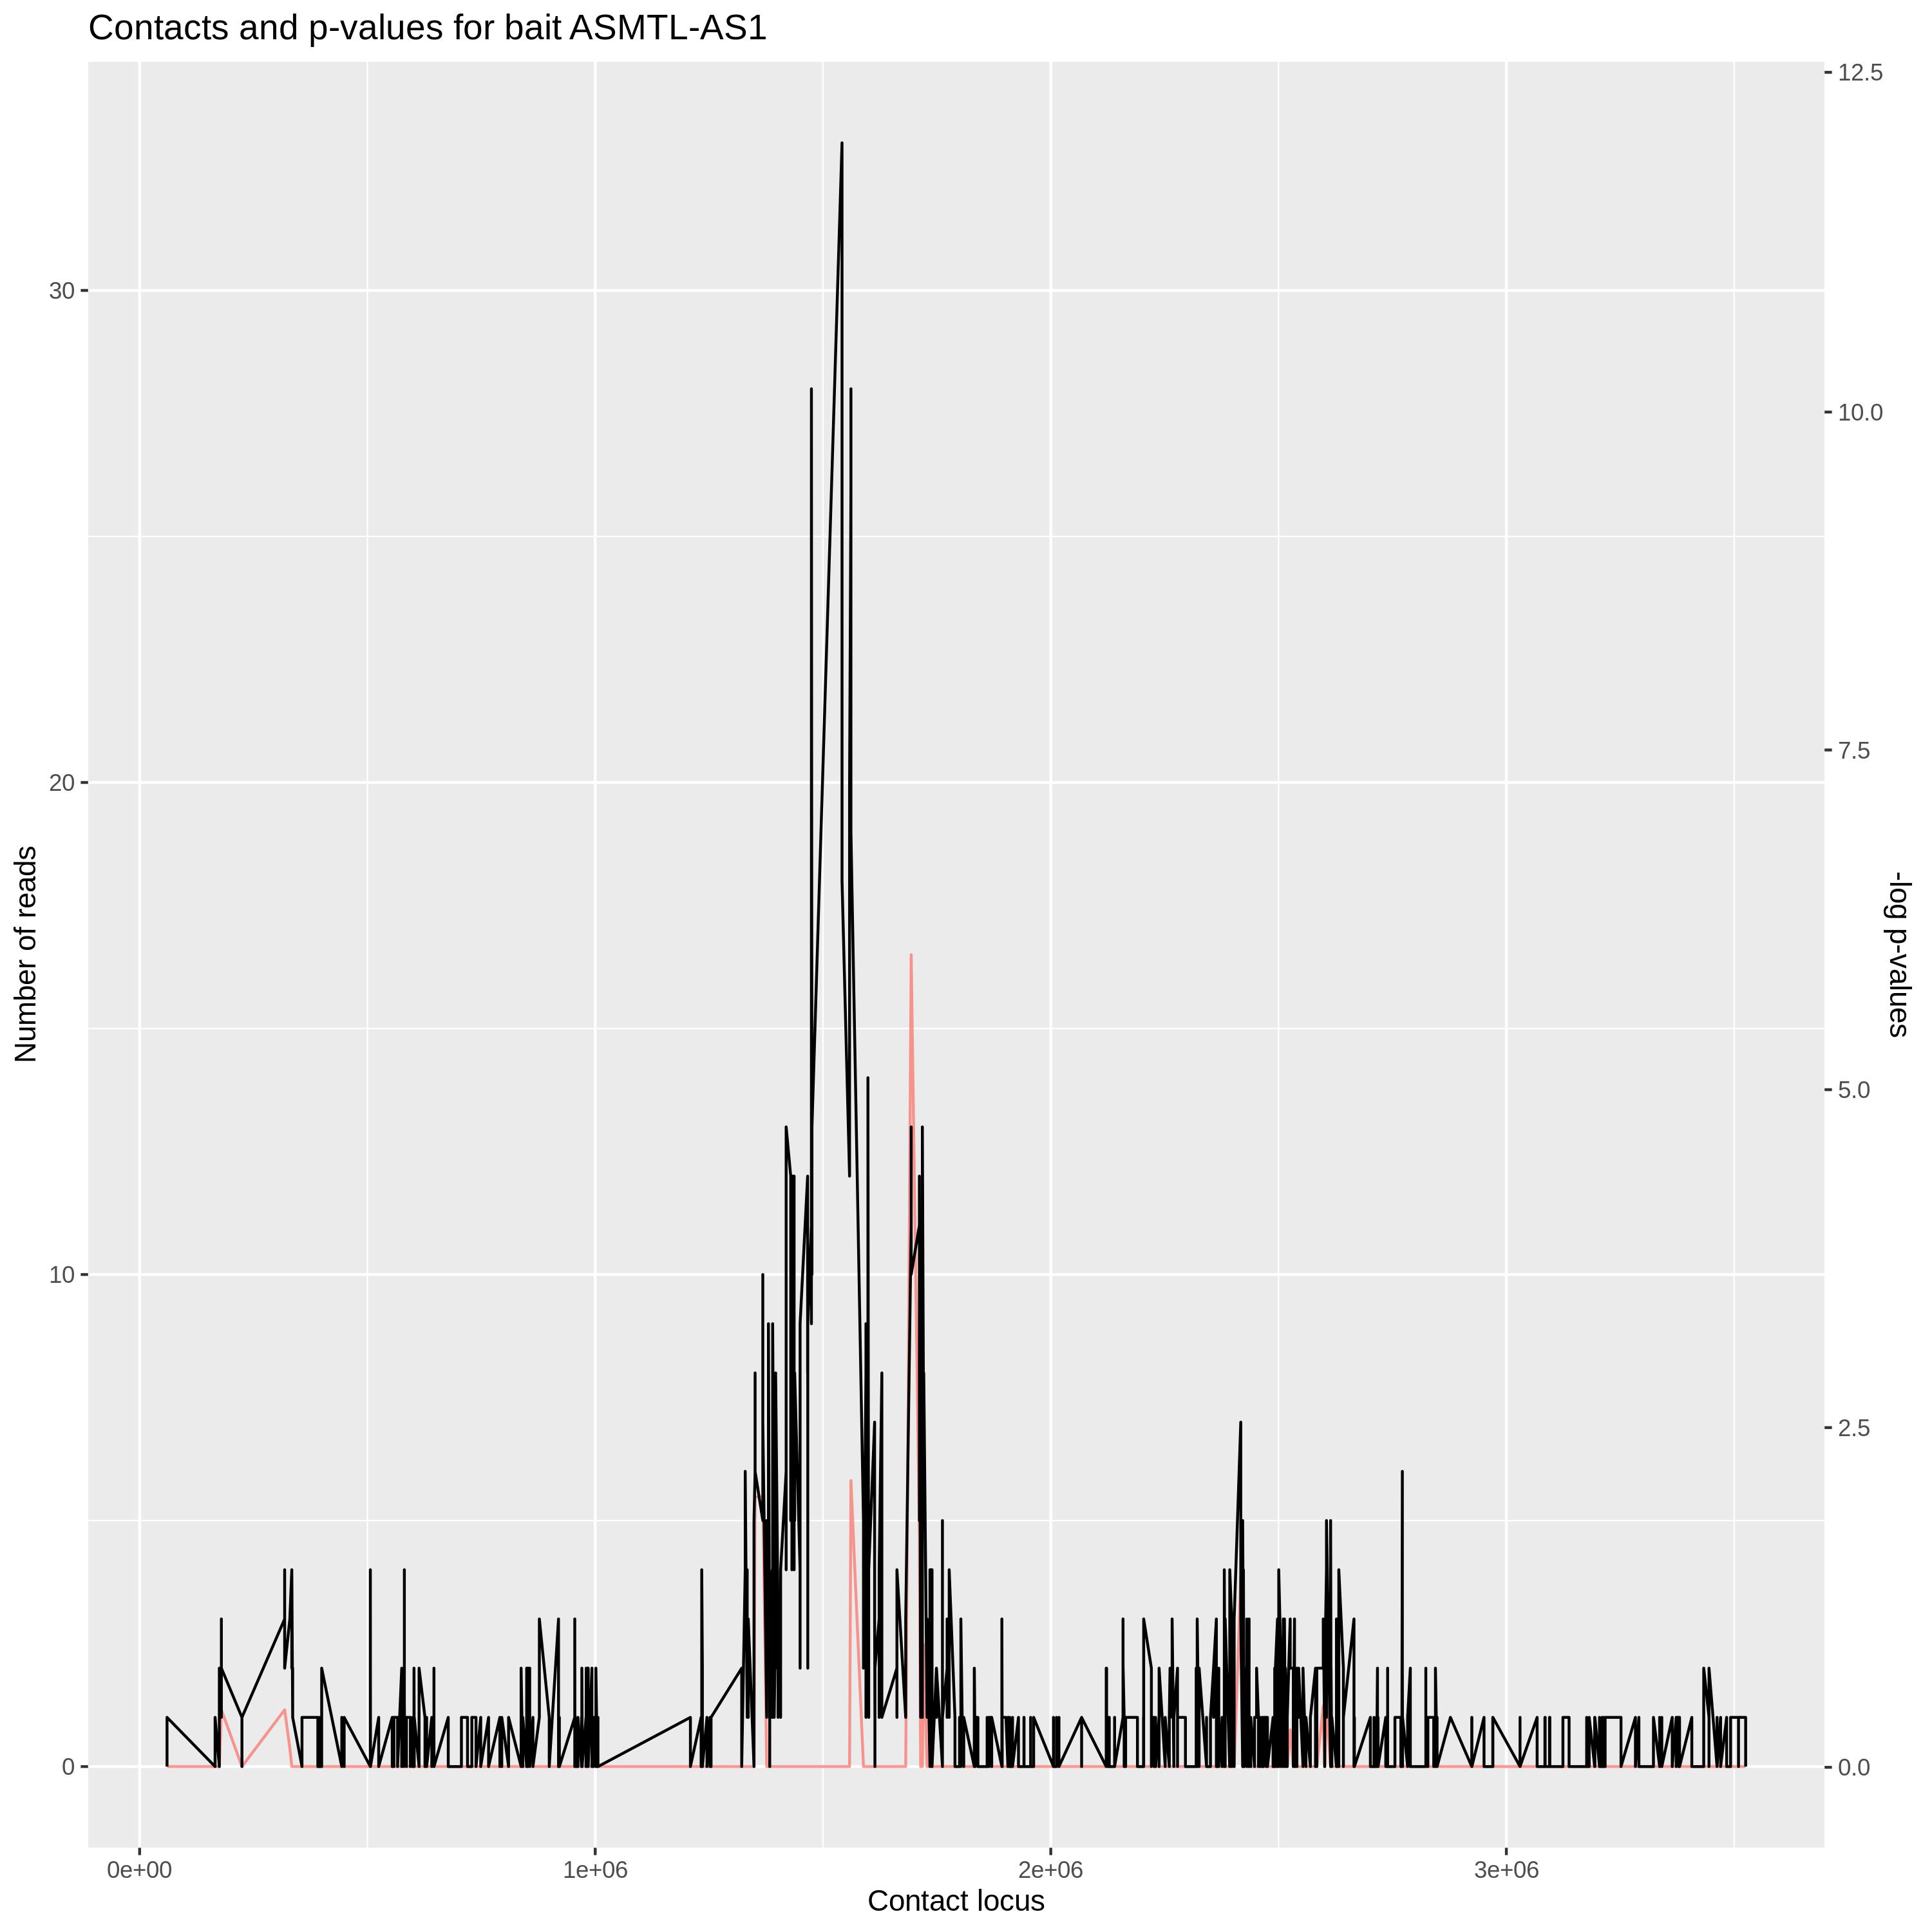 Contacts and p-values for bait ASMTL-AS1
12.5
30
10.0
7.5
20
Number of reads
-log p-values
5.0
10
2.5
0
0.0
0e+00 1e+06 2e+06 3e+06
Contact locus